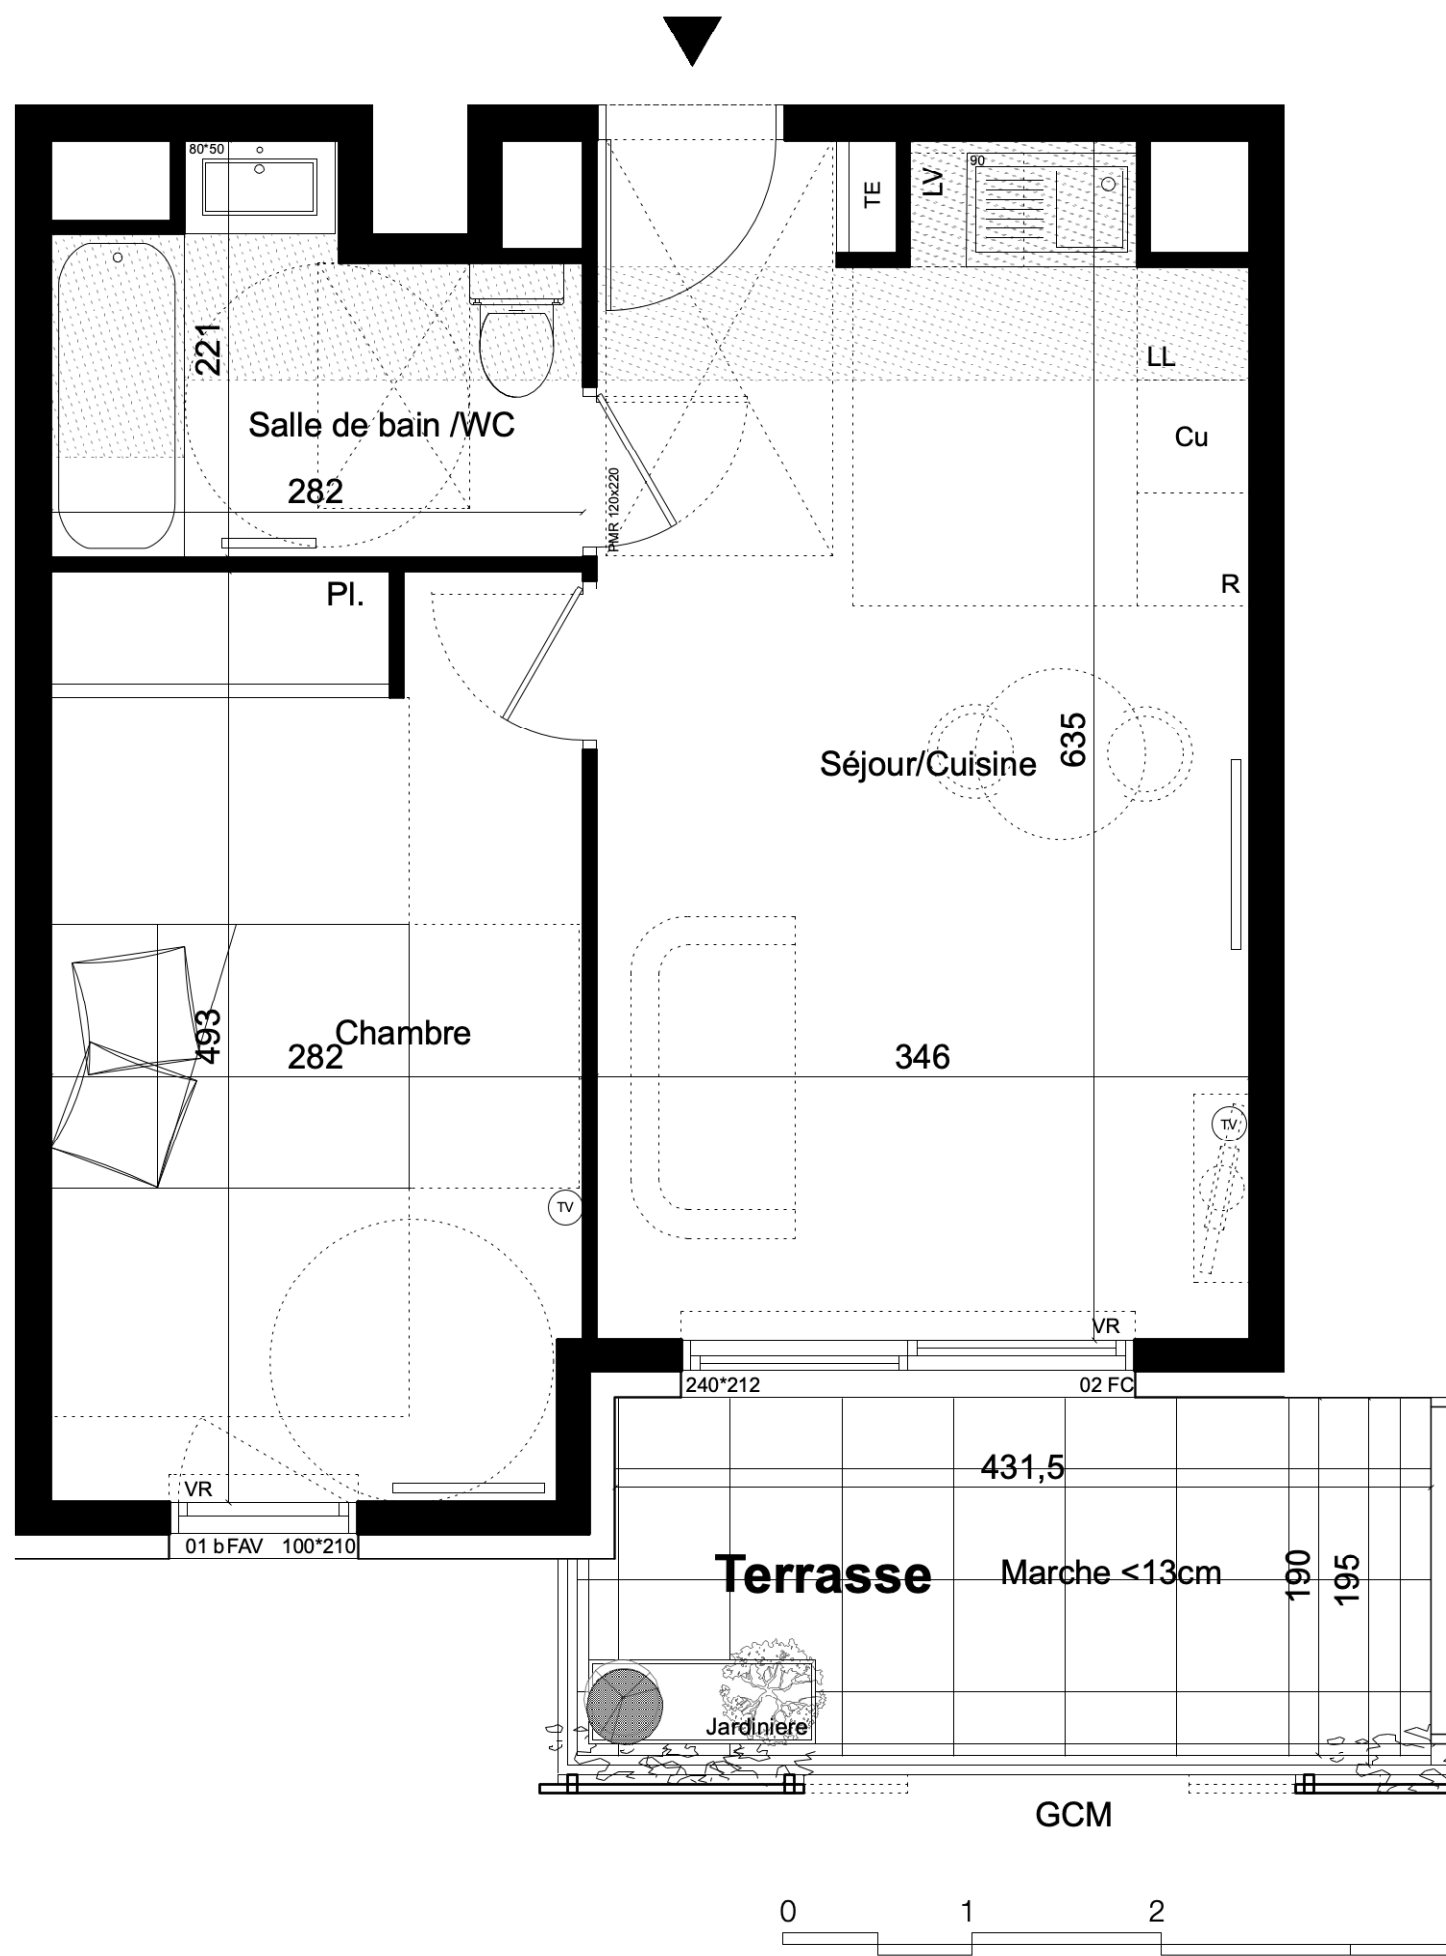 80*50
90
TE
LV
221
LL
Salle de bain /WC
Cu
282
PMR 120x220
Pl.
R
635
Séjour/Cuisine
493
Chambre
282
346
TV
TV
VR
240*212
02 FC
431,5
VR
01 b FAV
100*210
Terrasse
Marche <13cm
190
195
Jardiniere
GCM
0
1
2